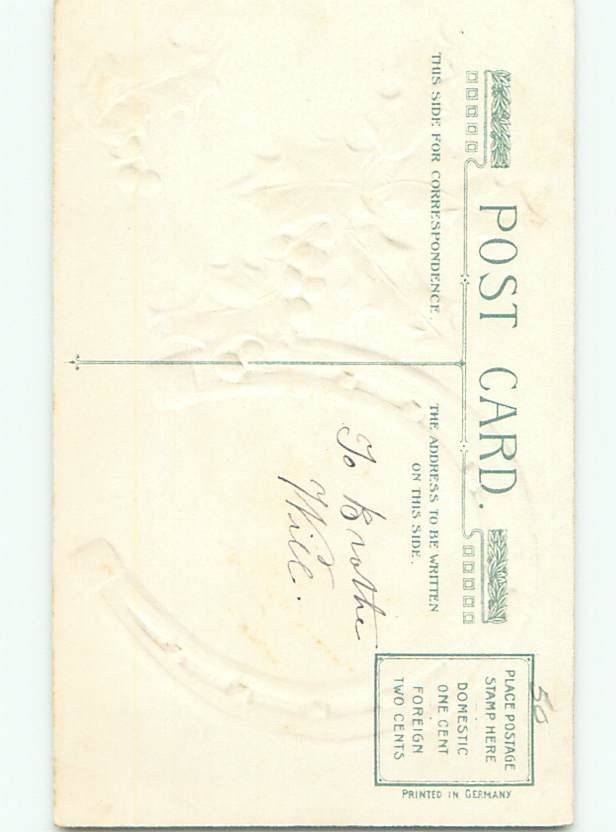 POST CARD.
THIS SIDE FOR CORRESPONDENCE.
THE ADDRESS TO BE WRITTEN
ON THIS SIDE.
PLACE POSTAGE
STAMP HERE
DOMESTIC
ONE CENT
FOREIGN
TWO CENTS
PRINTED IN GERMANY
50
To Brothe
Will.